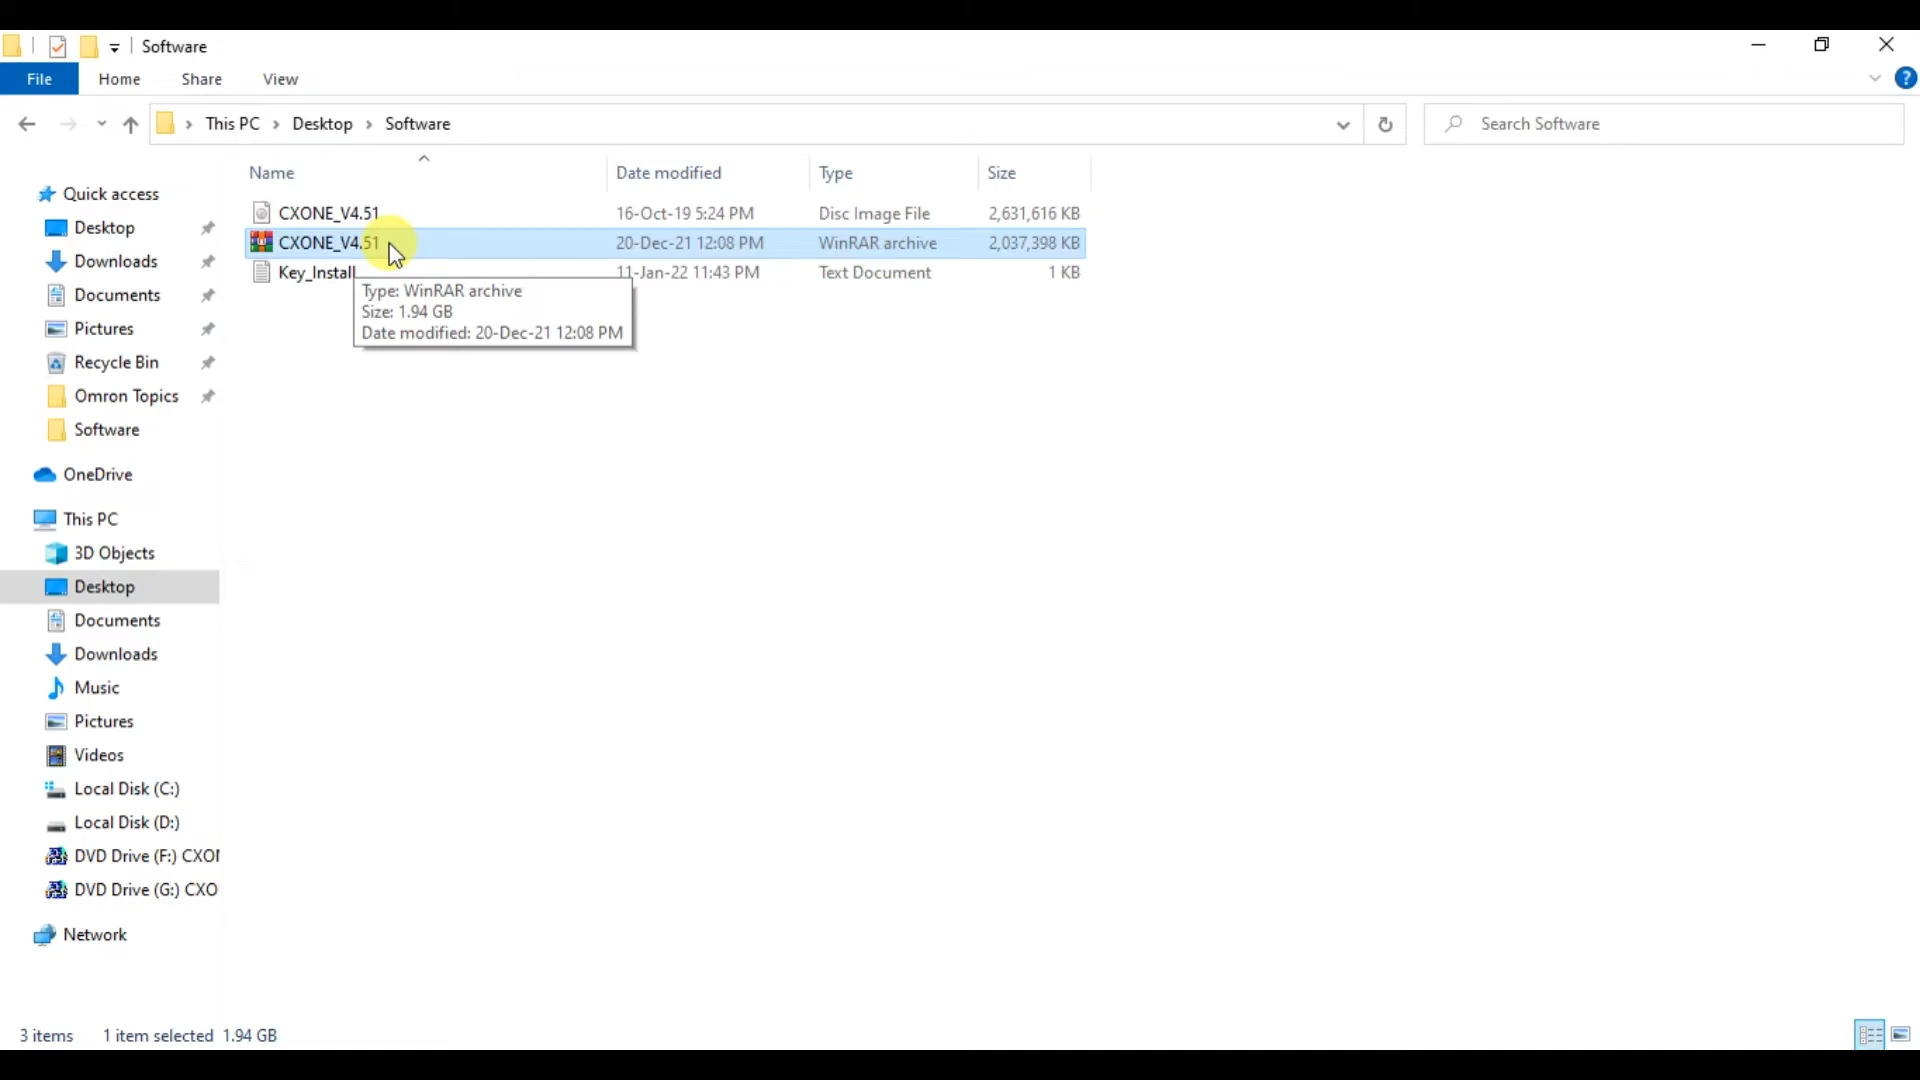 Software
File Home Share View
This PC > Desktop > Software
Search Software
Name Date modified Type Size
CXONE_V4.51 16-Oct-19 5:24 PM Disc Image File 2,631,616 KB
CXONE_V4.51 20-Dec-21 12:08 PM WinRAR archive 2,037,398 KB
Key_Install 11-Jan-22 11:43 PM Text Document 1 KB
Type: WinRAR archive
Size: 1.94 GB
Date modified: 20-Dec-21 12:08 PM
Quick access
Desktop
Downloads
Documents
Pictures
Recycle Bin
Omron Topics
Software
OneDrive
This PC
3D Objects
Desktop
Documents
Downloads
Music
Pictures
Videos
Local Disk (C:)
Local Disk (D:)
DVD Drive (F:) CXO
DVD Drive (G:) CXO
Network
3 items 1 item selected 1.94 GB